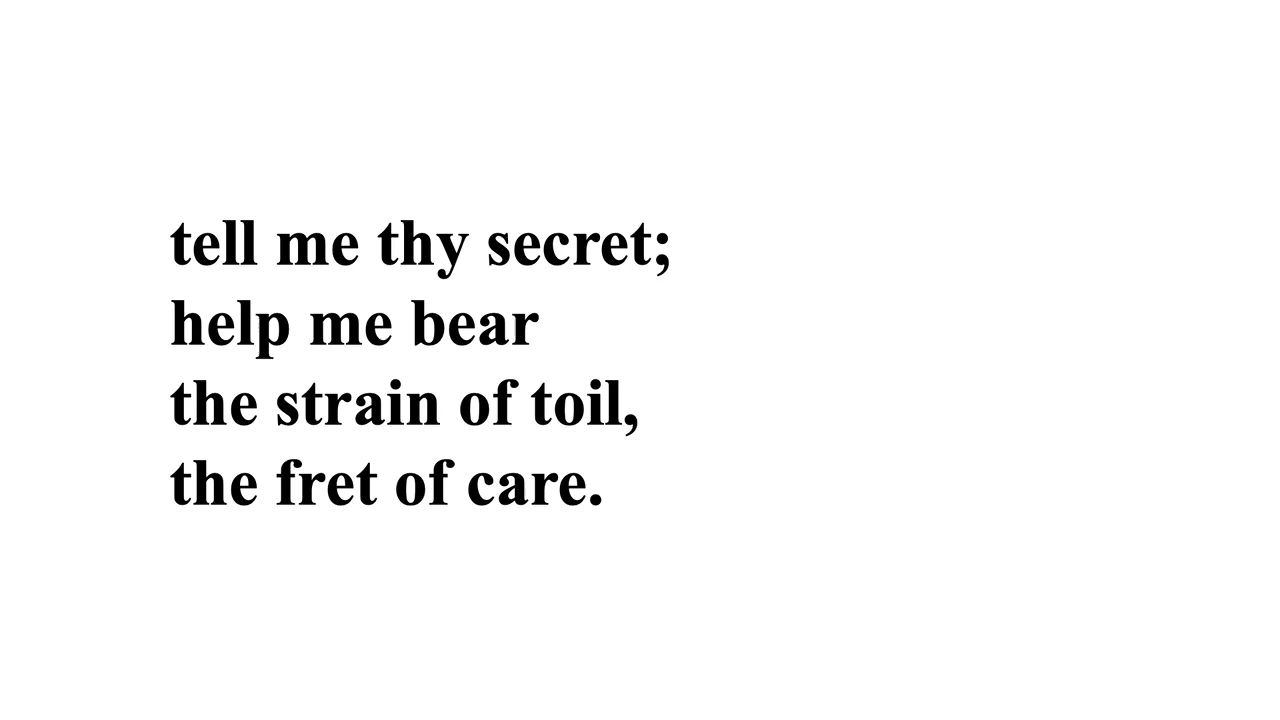 tell me thy secret;
help me bear
the strain of toil,
the fret of care.